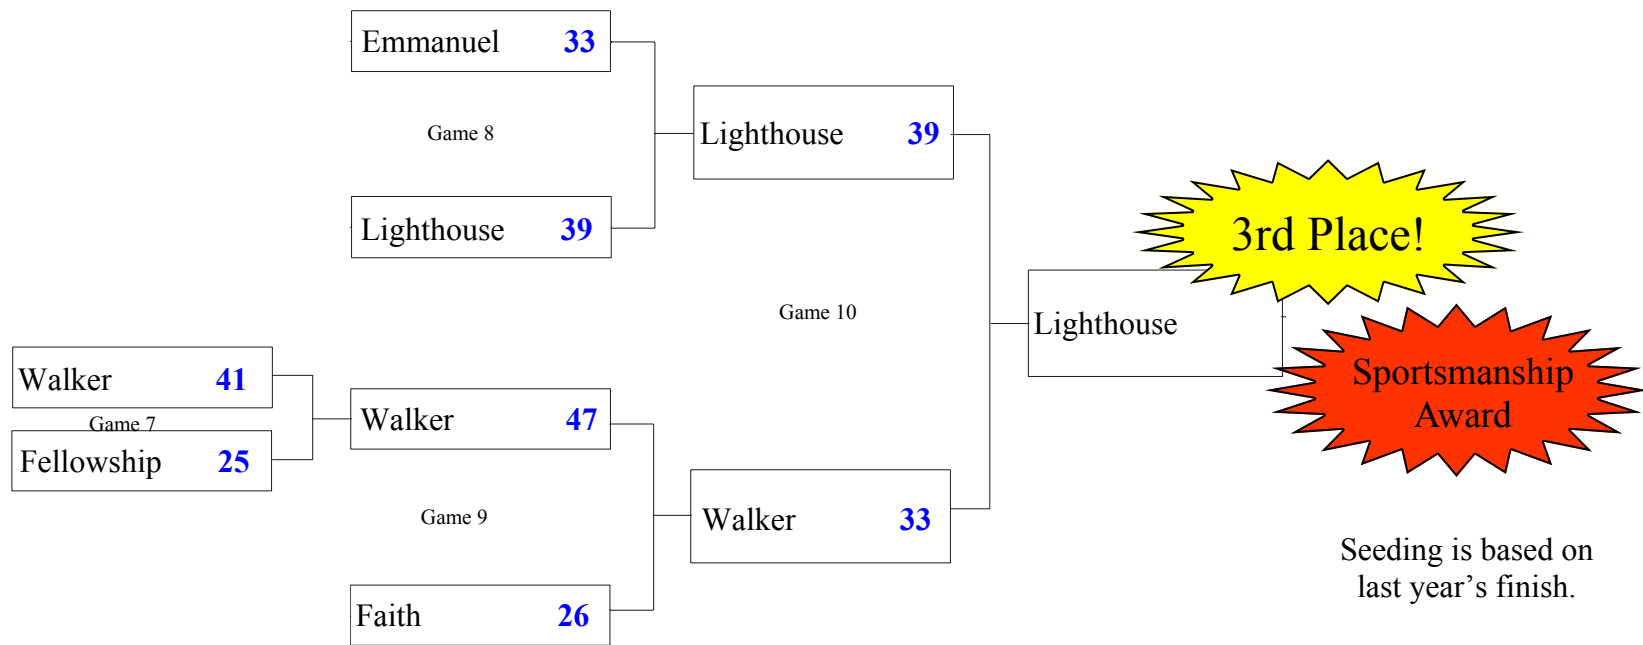 Emmanuel 33
Game 8
Lighthouse 39
Lighthouse 39
3rd Place!
Game 10
Lighthouse
Sportsmanship
Award
Walker 41
Game 7
Fellowship 25
Walker 47
Game 9
Walker 33
Faith 26
Seeding is based on
last year’s finish.